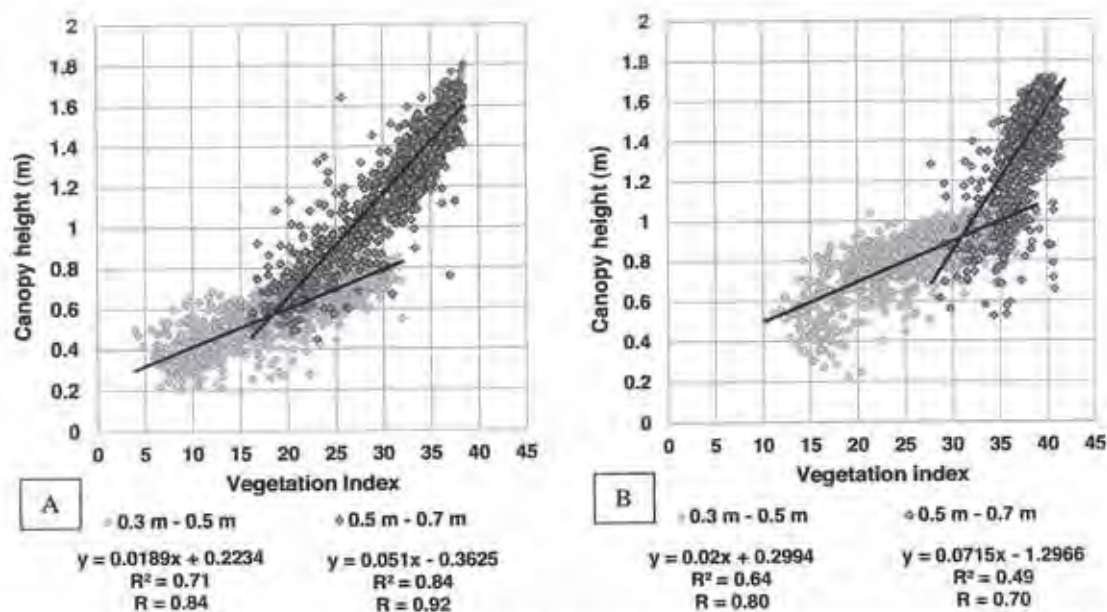 2
1.8
1.6
1.4
1.2
1
0.8
0.6
0.4
0.2
0
Canopy height (m)
0 5 10 15 20 25 30 35 40 45
Vegetation Index
A
0.3 m - 0.5 m 0.5 m - 0.7 m
y = 0.0189x + 0.2234 y = 0.051x - 0.3625
R² = 0.71 R² = 0.84
R = 0.84 R = 0.92
2
1.8
1.6
1.4
1.2
1
0.8
0.6
0.4
0.2
0
Canopy height (m)
0 5 10 15 20 25 30 35 40 45
Vegetation index
B
0.3 m - 0.5 m 0.5 m - 0.7 m
y = 0.02x + 0.2994 y = 0.0715x - 1.2966
R² = 0.64 R² = 0.49
R = 0.80 R = 0.70